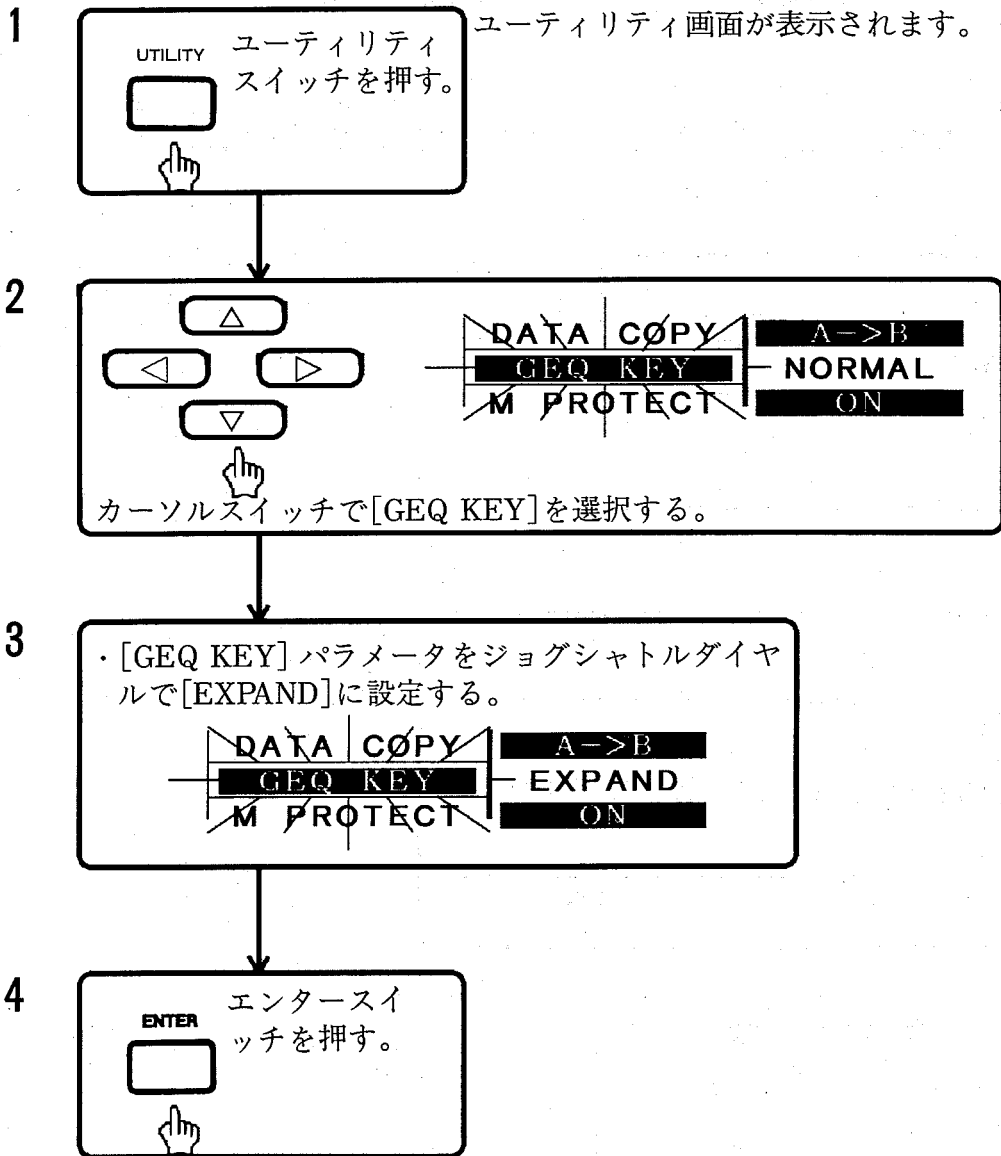 1
UTILITY
ユーティリティ
スイッチを押す。
ユーティリティ画面が表示されます。
2
△
◁ ▷
▽
DATA COPY A->B
GEQ KEY NORMAL
M PROTECT ON
カーソルスイッチで[GEQ KEY]を選択する。
3
・[GEQ KEY] パラメータをジョグシャトルダイヤ
ルで[EXPAND]に設定する。
DATA COPY A->B
GEQ KEY EXPAND
M PROTECT ON
4
ENTER
エンタースイ
ッチを押す。